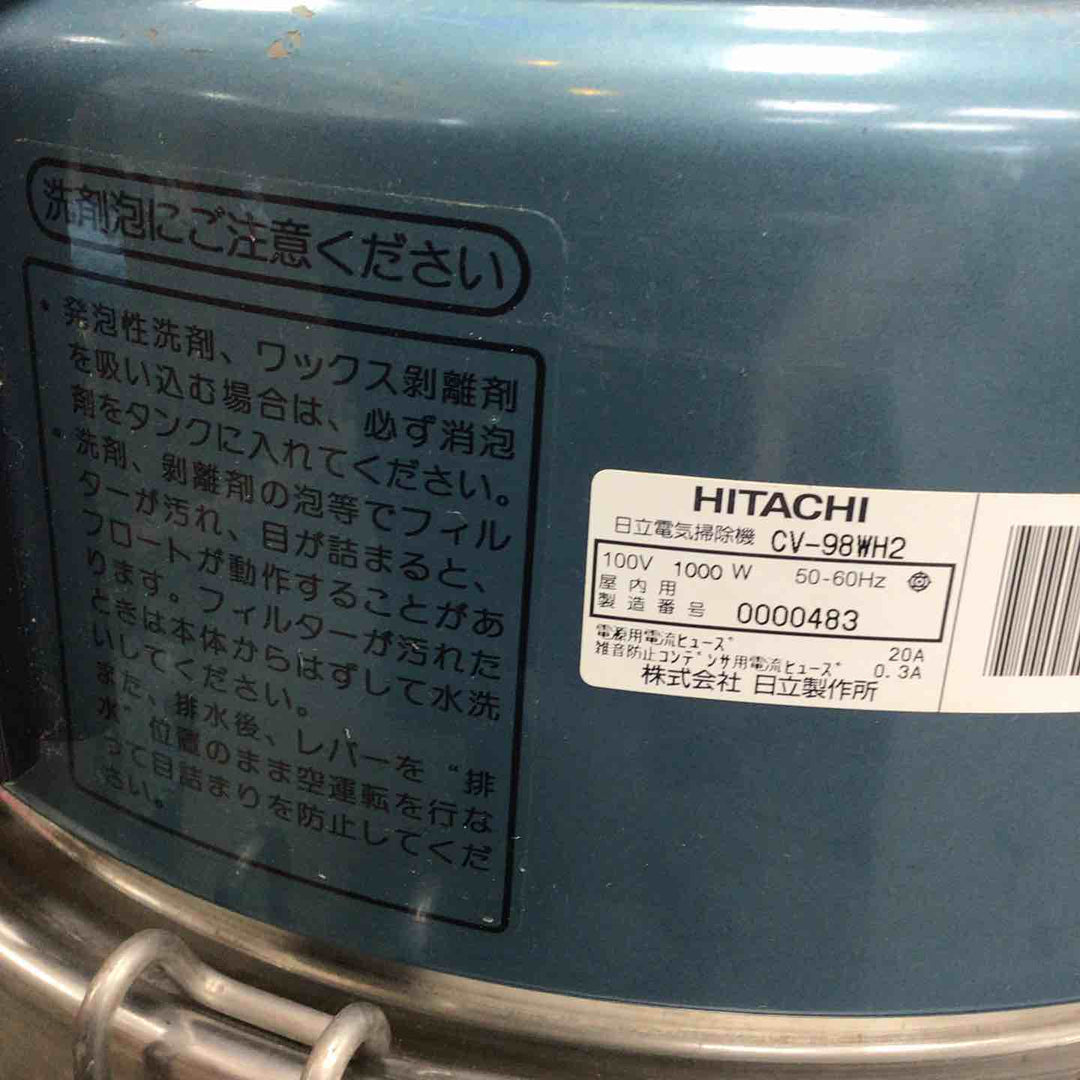 洗剤泡にご注意ください
・発泡性洗剤、ワックス剥離剤
を吸い込む場合は、必ず消泡
剤をタンクに入れてください。
・洗剤、剥離剤の泡等でフィル
ターが汚れ、目が詰まると、
フロートが動作することがあ
ります。フィルターが汚れた
ときは本体からはずして水洗
いしてください。
また、排水後、レバーを“排
水”位置のまま空運転を行な
って目詰まりを防止してくだ
さい。
HITACHI
日立電気掃除機 CV-98WH2
100V 1000 W 50-60Hz
屋内用
製造番号 0000483
電源用電流ヒューズ 20A
雑音防止コンデンサ用電流ヒューズ 0.3A
株式会社 日立製作所